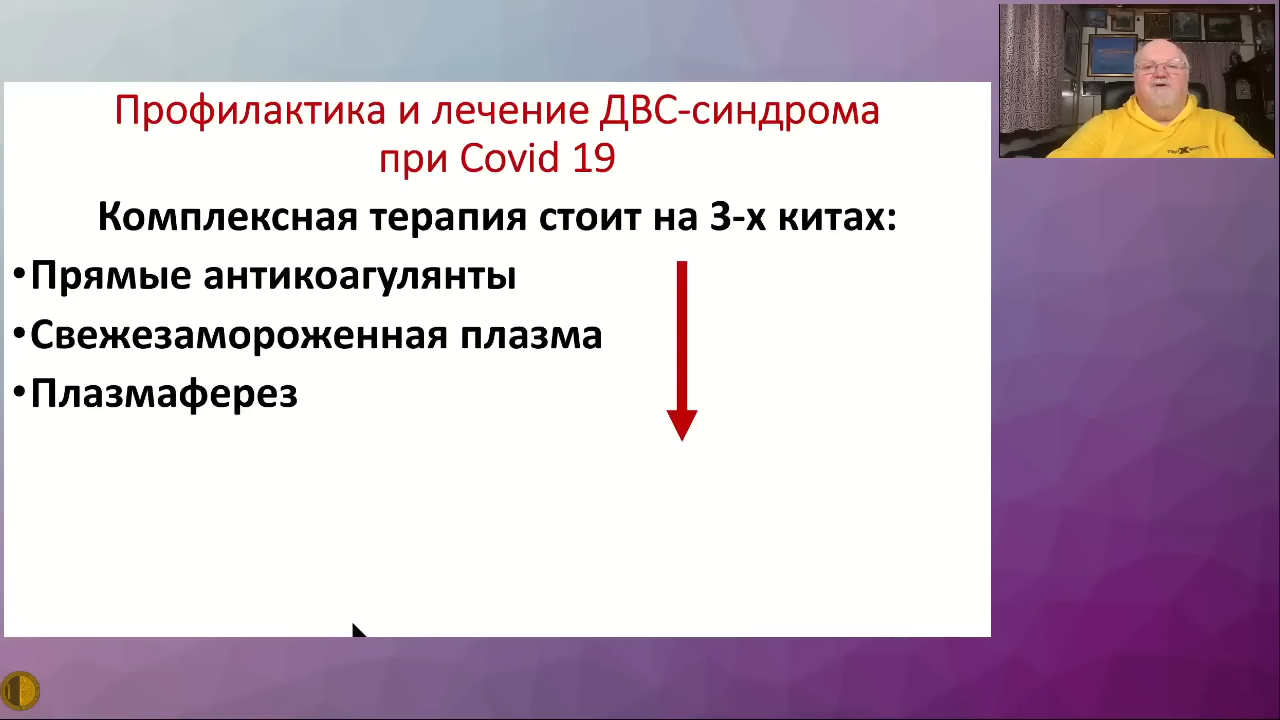 Профилактика и лечение ДВС-синдрома
при Covid 19
Комплексная терапия стоит на 3-х китах:
•Прямые антикоагулянты
•Свежезамороженная плазма
•Плазмаферез